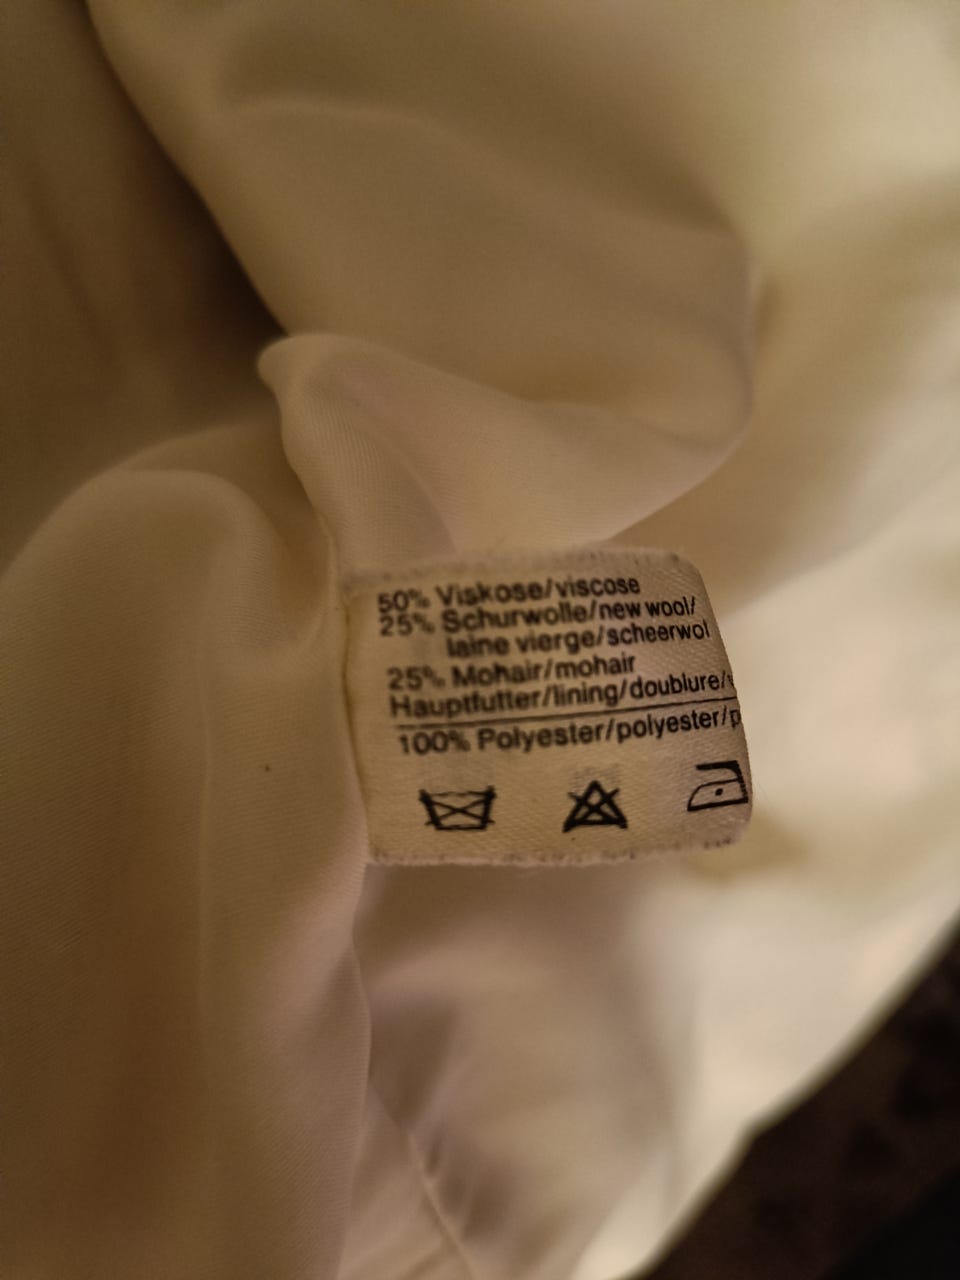 50% Viskose/viscose
25% Schurwolle/new wool/
laine vierge/scheerwol
25% Mohair/mohair
Hauptfutter/lining/doublure/
100% Polyester/polyester/p